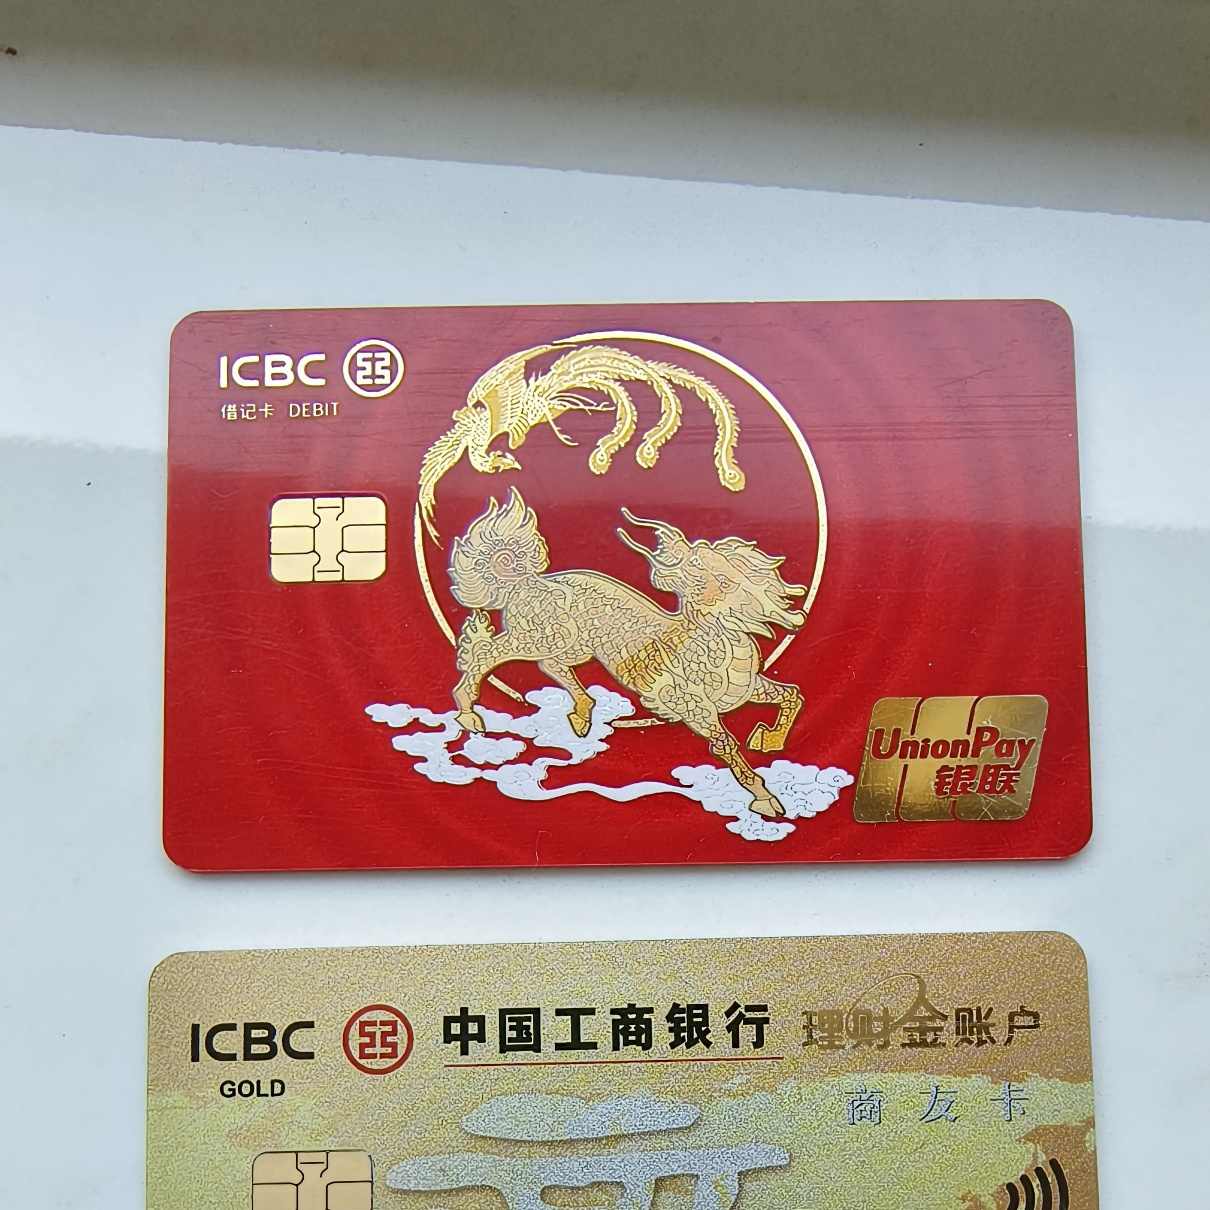 ICBC
借记卡 DEBIT
UnionPay
银联
ICBC 中国工商银行 理财金账户
GOLD
商友卡